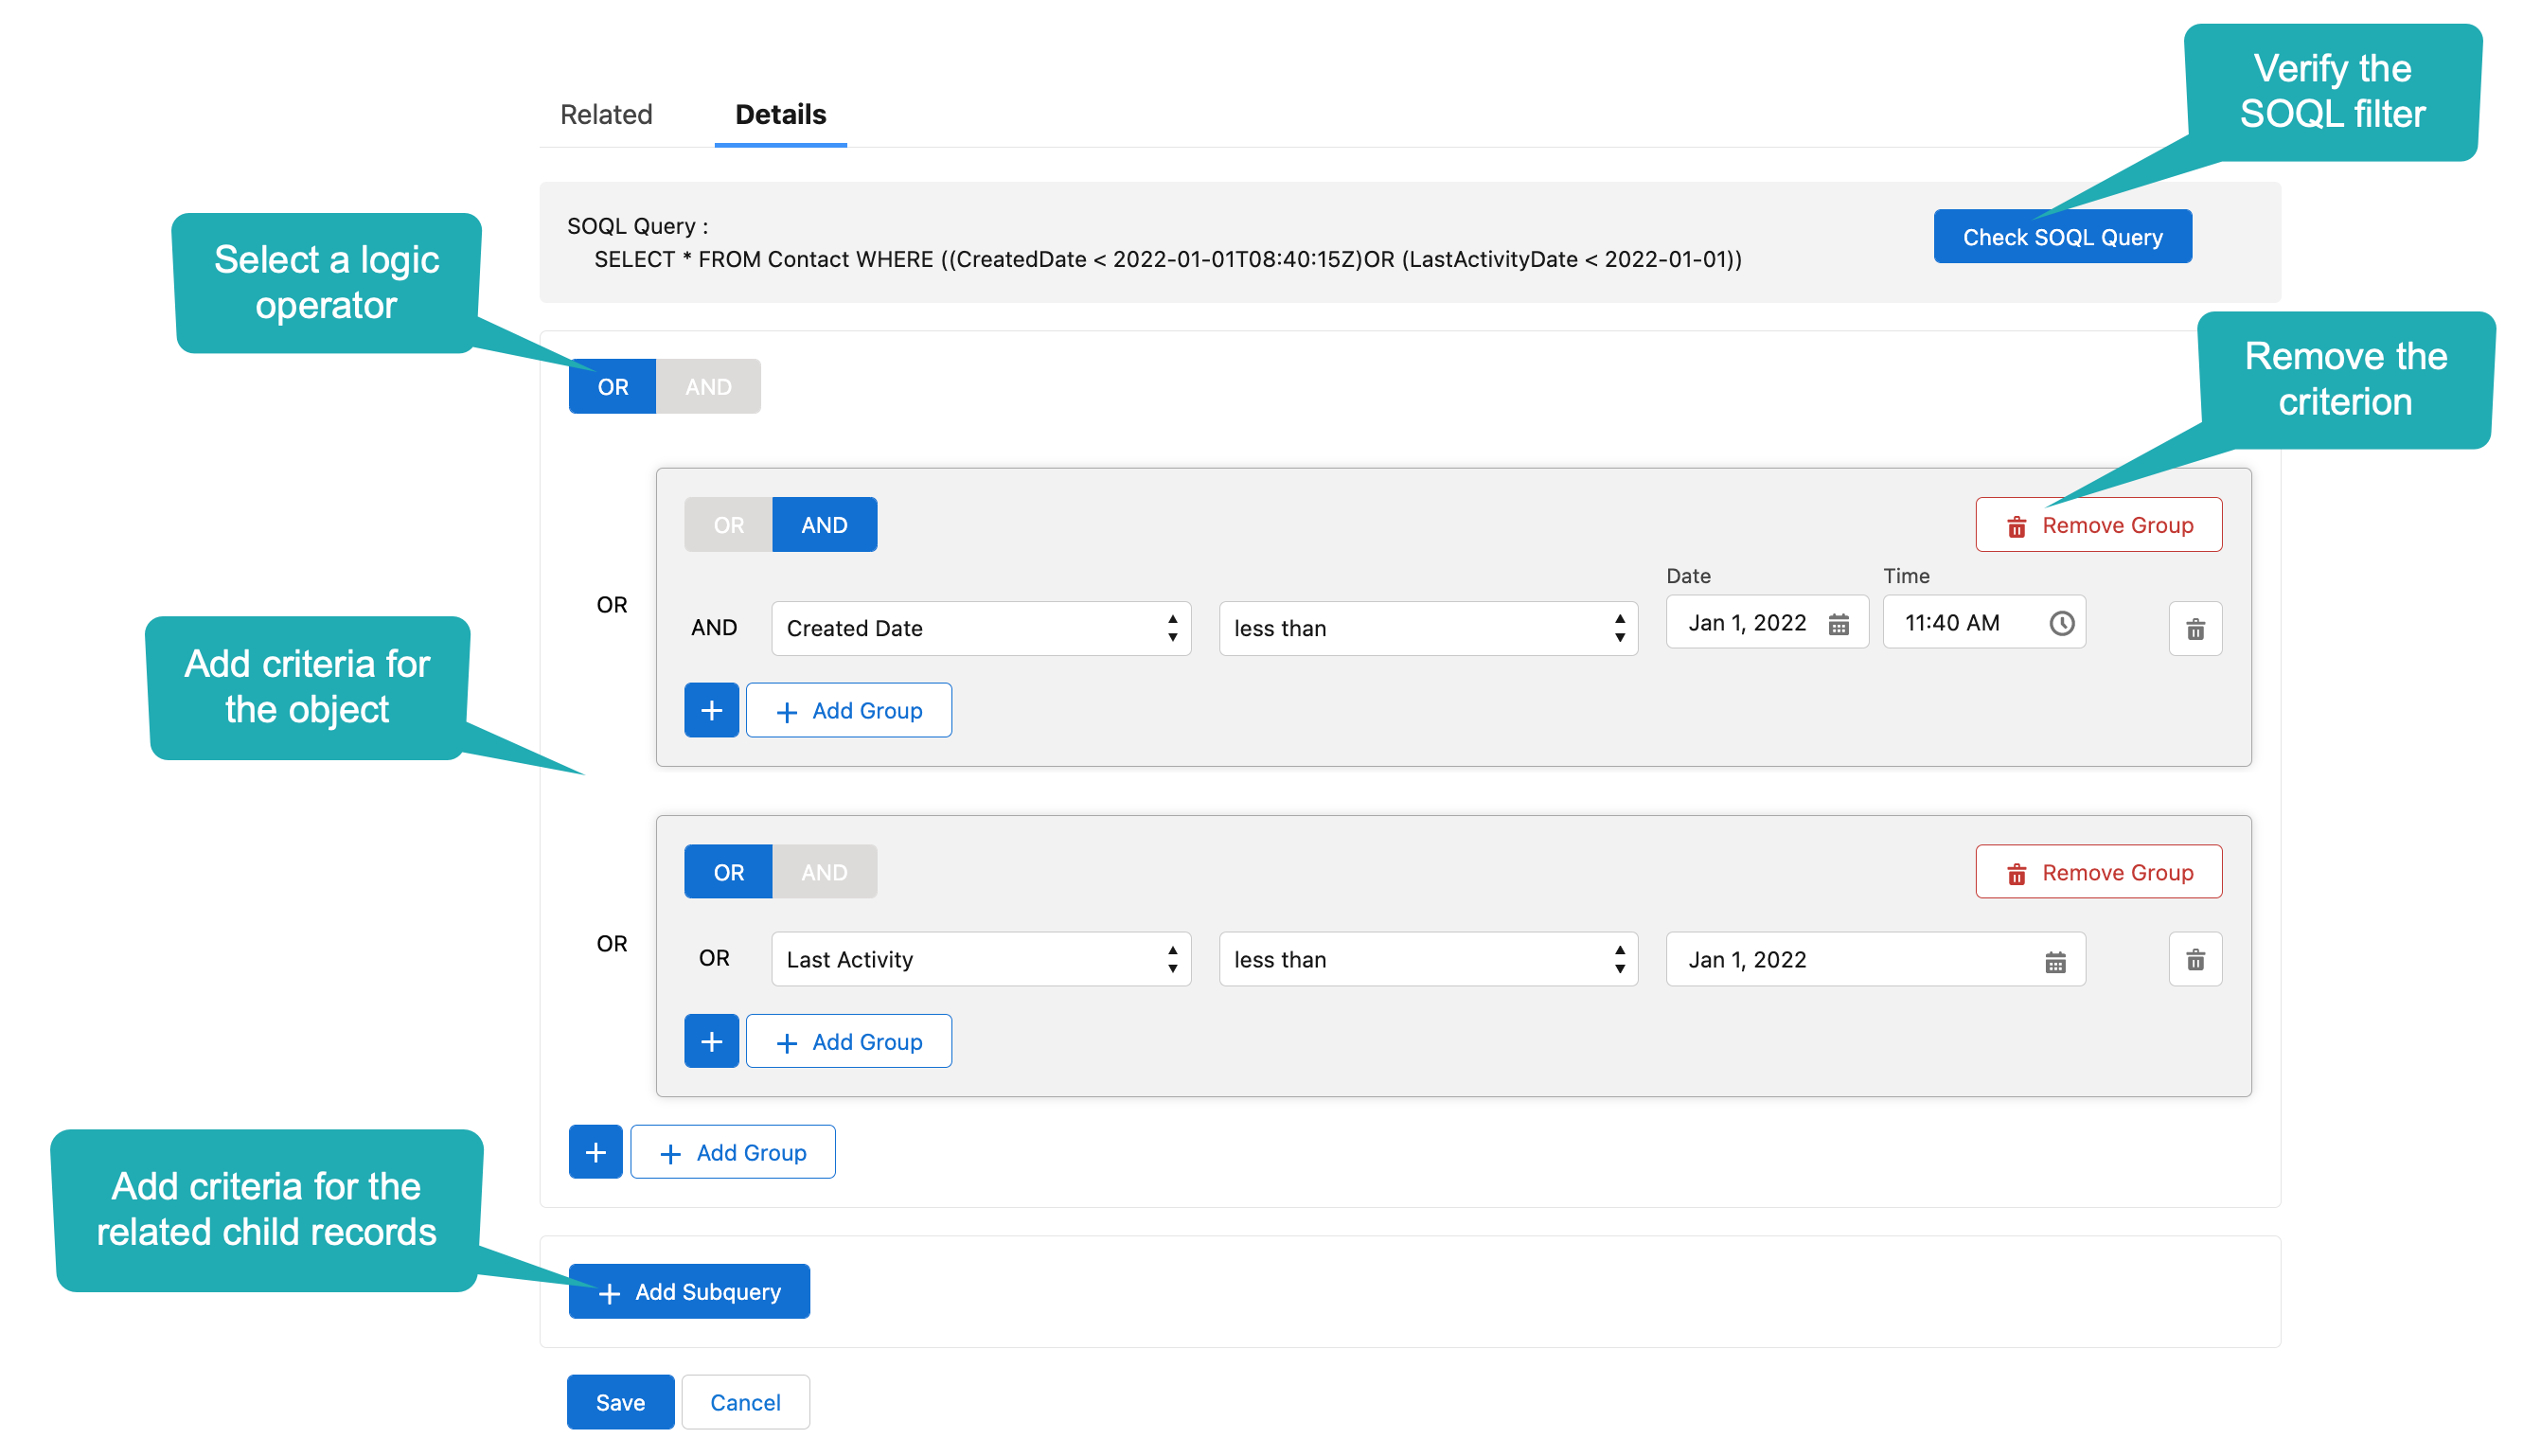 Verify the
SOQL filter
Related
Details
SOQL Query :
SELECT * FROM Contact WHERE ((CreatedDate < 2022-01-01T08:40:15Z)OR (LastActivityDate < 2022-01-01))
Check SOQL Query
Select a logic
operator
OR
AND
Remove the
criterion
OR
AND
Remove Group
OR
Date
Time
AND
Created Date
less than
Jan 1, 2022
11:40 AM
Add criteria for
the object
+
+ Add Group
OR
AND
Remove Group
OR
OR
Last Activity
less than
Jan 1, 2022
+
+ Add Group
+
+ Add Group
Add criteria for the
related child records
+ Add Subquery
Save
Cancel